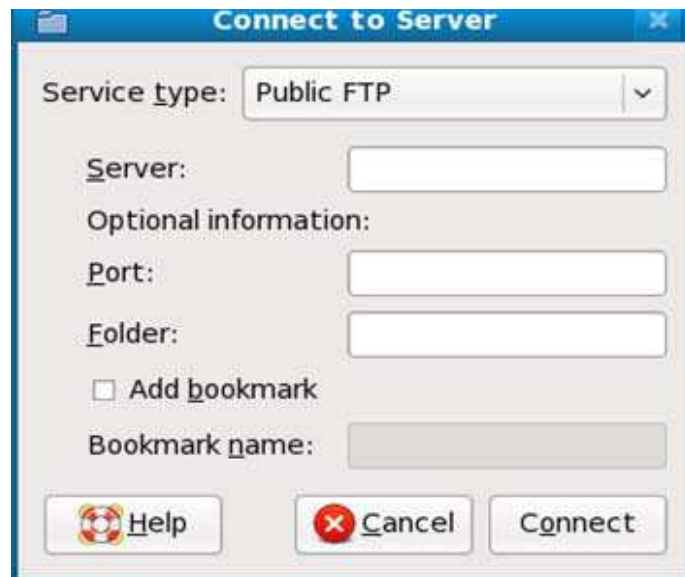 Connect to Server
Service type: Public FTP
Server:
Optional information:
Port:
Folder:
Add bookmark
Bookmark name:
Help Cancel Connect